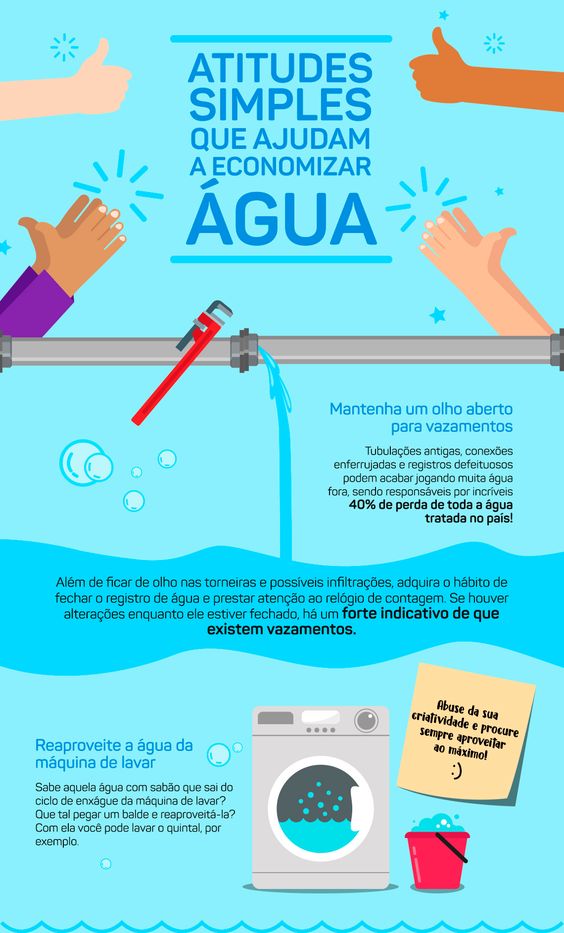 ATITUDES
SIMPLES
QUE AJUDAM
A ECONOMIZAR
ÁGUA
Mantenha um olho aberto
para vazamentos
Tubulações antigas, conexões
enferrujadas e registros defeituosos
podem acabar jogando muita água
fora, sendo responsáveis por incríveis
40% de perda de toda a água
tratada no país!
Além de ficar de olho nas torneiras e possíveis infiltrações, adquira o hábito de
fechar o registro de água e prestar atenção ao relógio de contagem. Se houver
alterações enquanto ele estiver fechado, há um forte indicativo de que
existem vazamentos.
Abuse da sua
criatividade e procure
sempre aproveitar
ao máximo!
:)
Reaproveite a água da
máquina de lavar
Sabe aquela água com sabão que sai do
ciclo de enxágue da máquina de lavar?
Que tal pegar um balde e reaproveitá-la?
Com ela você pode lavar o quintal, por
exemplo.